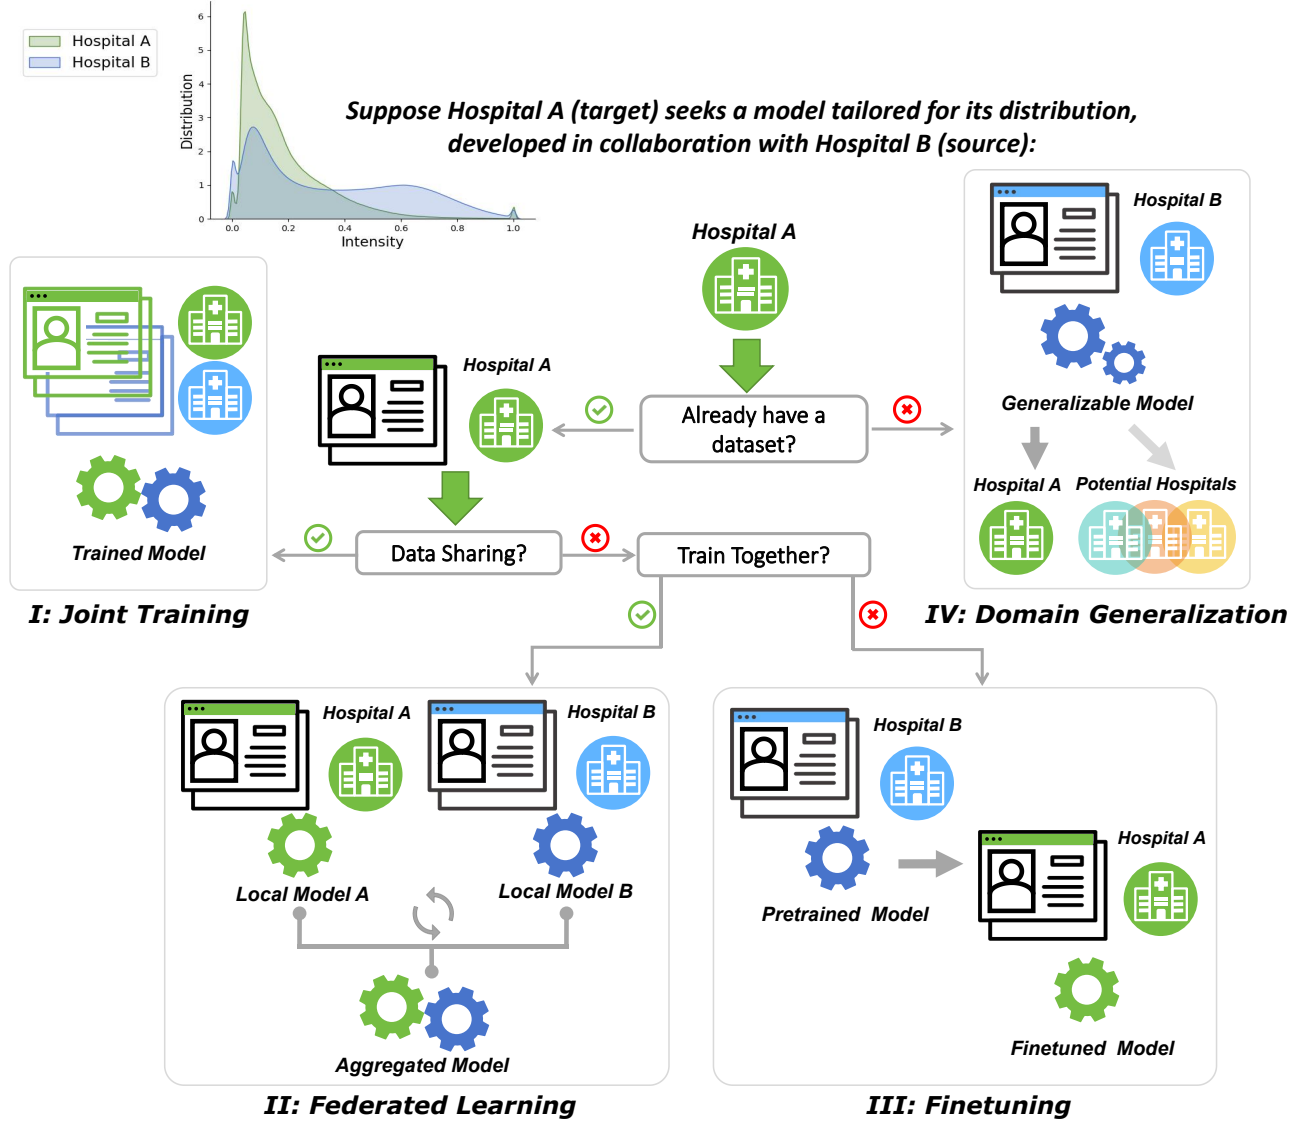 Hospital A
Hospital B
6
5
4
3
2
1
0
Distribution
0.0 0.2 0.4 0.6 0.8 1.0
Intensity
Suppose Hospital A (target) seeks a model tailored for its distribution,
developed in collaboration with Hospital B (source):
Hospital A
Already have a
dataset?
Hospital A
Data Sharing?
Train Together?
Trained Model
I: Joint Training
Hospital B
Generalizable Model
Hospital A
Potential Hospitals
IV: Domain Generalization
Hospital A
Hospital B
Local Model A
Local Model B
Aggregated Model
II: Federated Learning
Hospital B
Pretrained Model
Hospital A
Finetuned Model
III: Finetuning